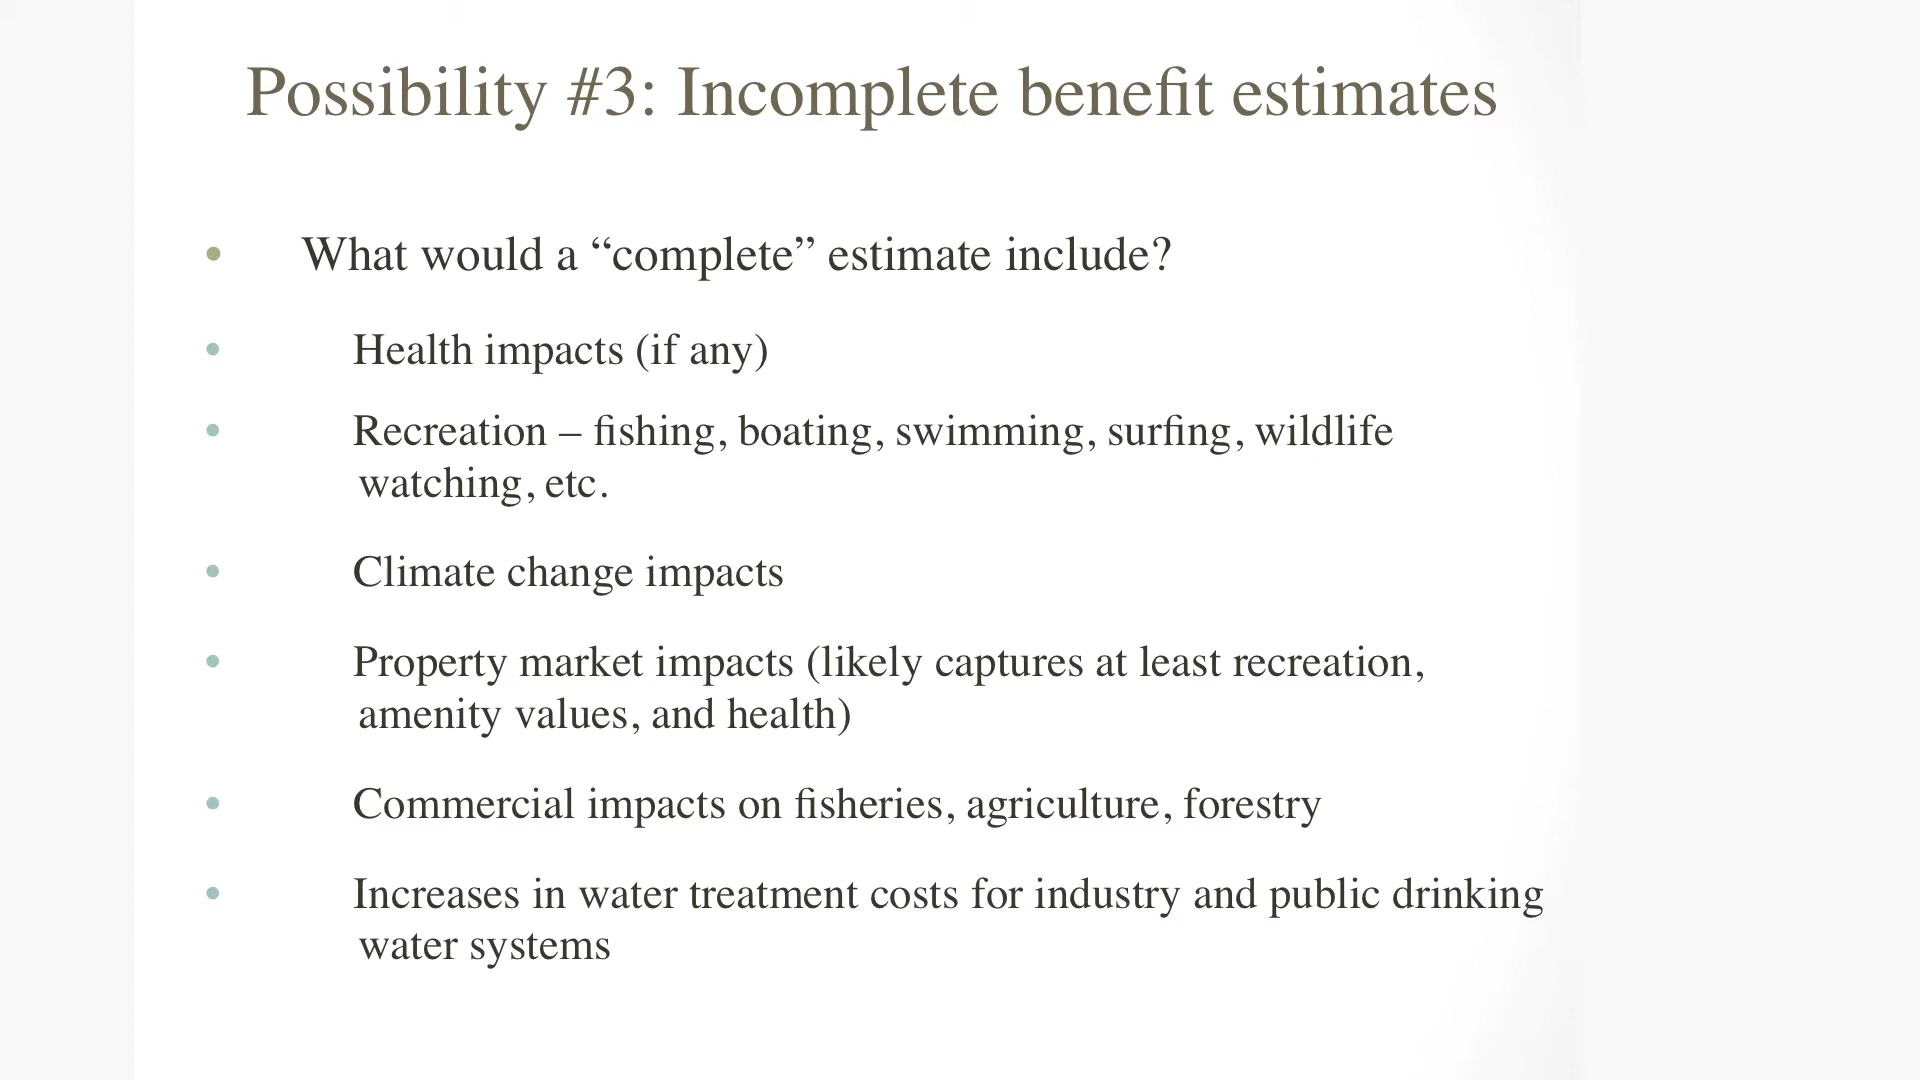 Possibility #3: Incomplete benefit estimates
• What would a “complete” estimate include?
• Health impacts (if any)
• Recreation – fishing, boating, swimming, surfing, wildlife
watching, etc.
• Climate change impacts
• Property market impacts (likely captures at least recreation,
amenity values, and health)
• Commercial impacts on fisheries, agriculture, forestry
• Increases in water treatment costs for industry and public drinking
water systems